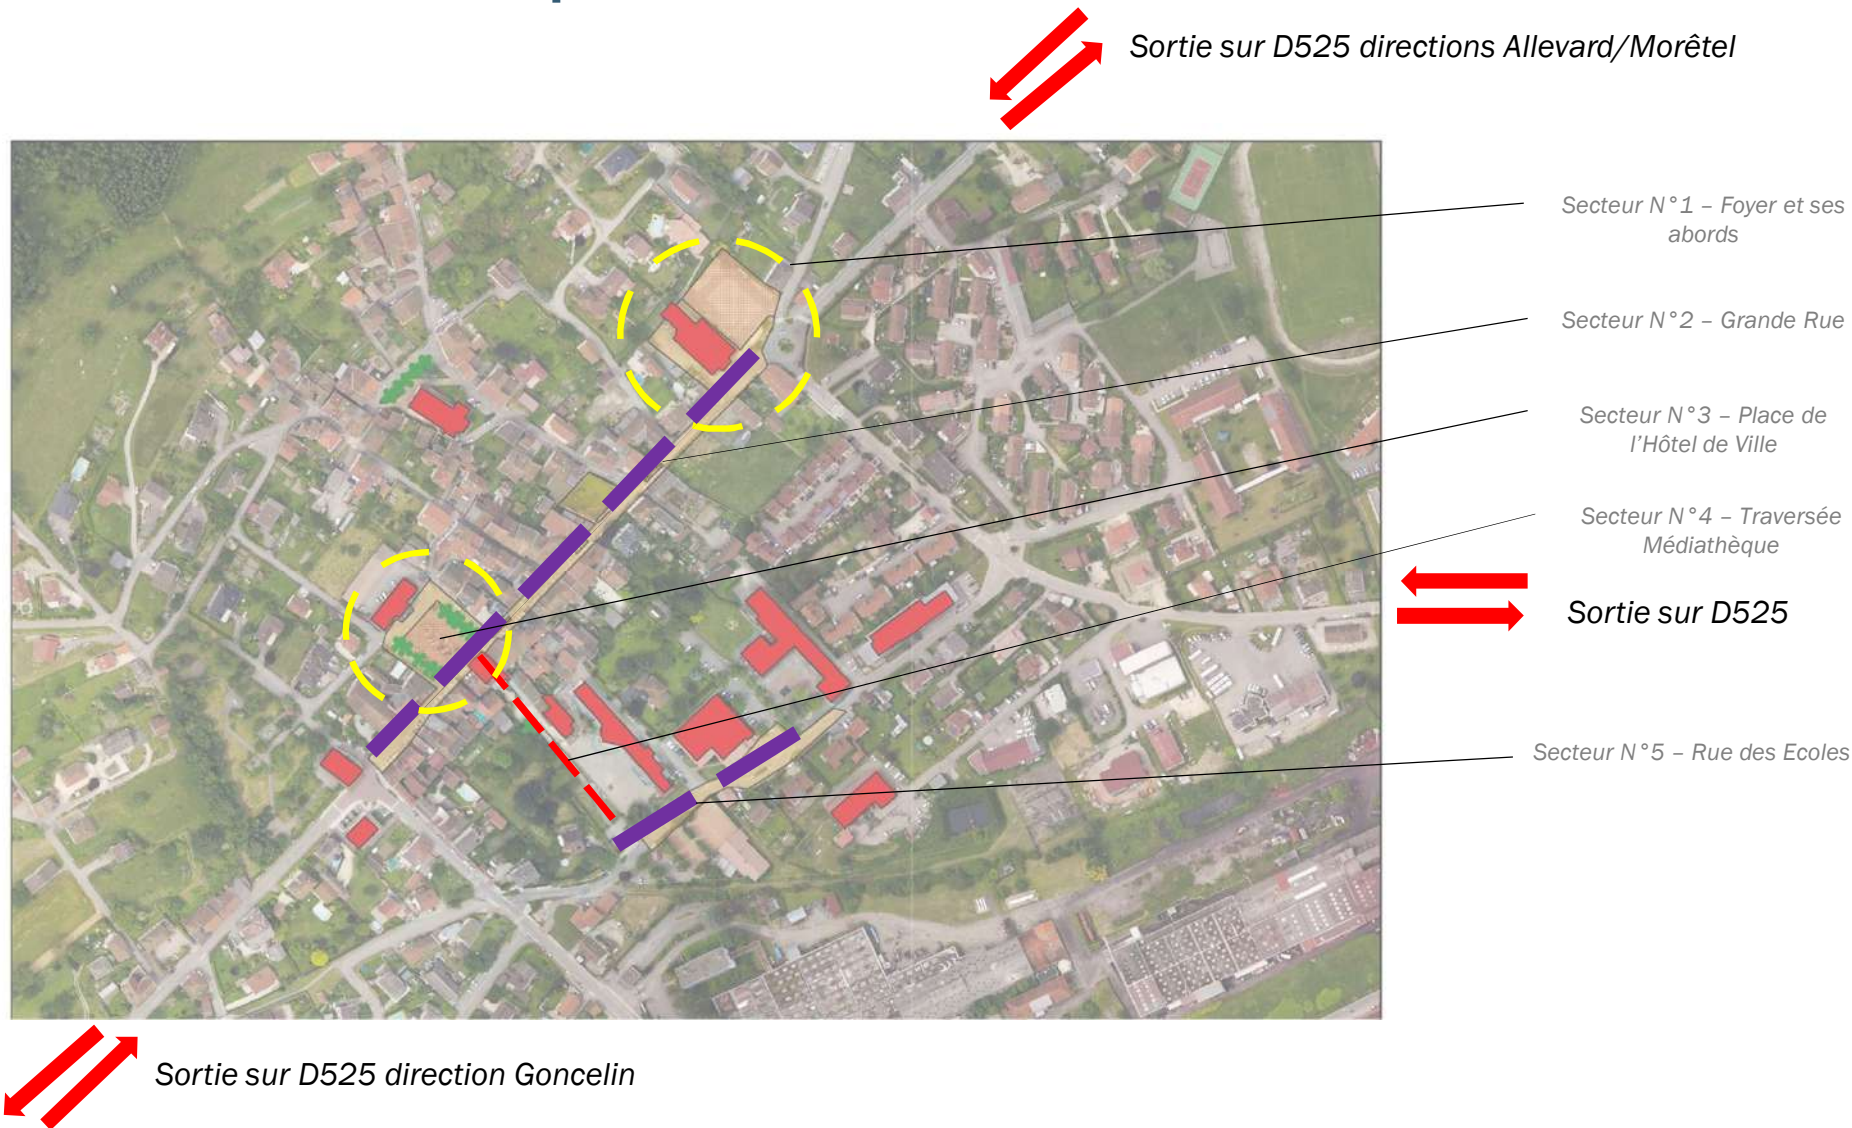 Sortie sur D525 directions Allevard/Morêtel
Secteur N°1 – Foyer et ses
abords
Secteur N°2 – Grande Rue
Secteur N°3 – Place de
l'Hôtel de Ville
Secteur N°4 – Traversée
Médiathèque
Sortie sur D525
Secteur N°5 – Rue des Ecoles
Sortie sur D525 direction Goncelin